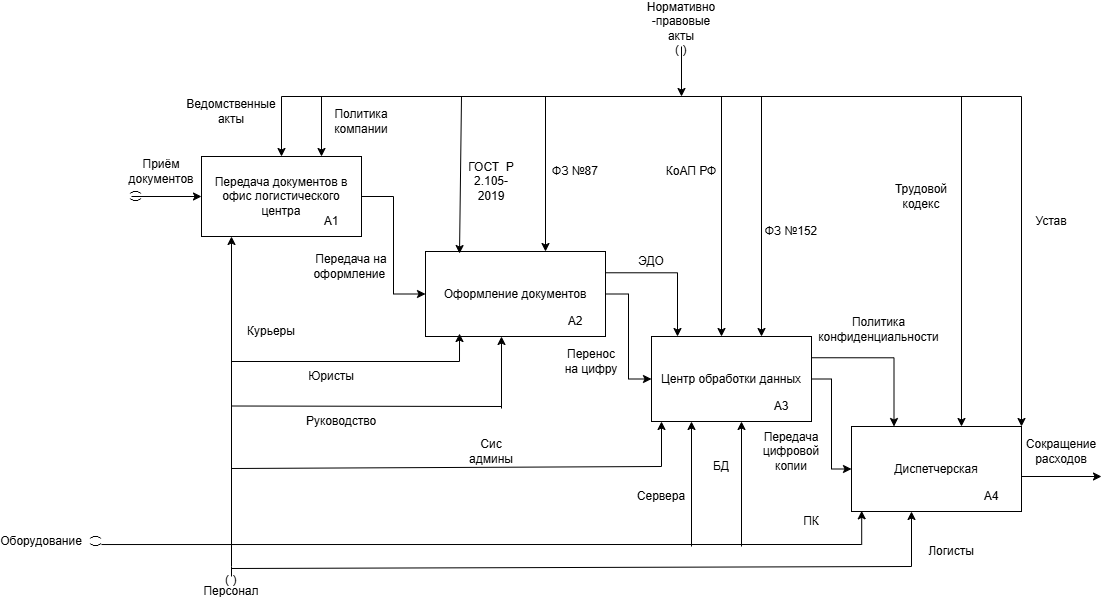 Нормативно
-правовые
акты
Ведомственные
акты
Политика
компании
Приём
документов
Передача документов в
офис логистического
центра
А1
ГОСТ Р
2.105-
2019
ФЗ №87
КоАП РФ
ФЗ №152
Трудовой
кодекс
Устав
Передача на
оформление
ЭДО
Оформление документов
А2
Курьеры
Юристы
Руководство
Перенос
на цифру
Политика
конфиденциальности
Центр обработки данных
А3
Сис
админы
Передача
цифровой
копии
БД
Сервера
Диспетчерская
А4
Сокращение
расходов
ПК
Оборудование
Логисты
Персонал